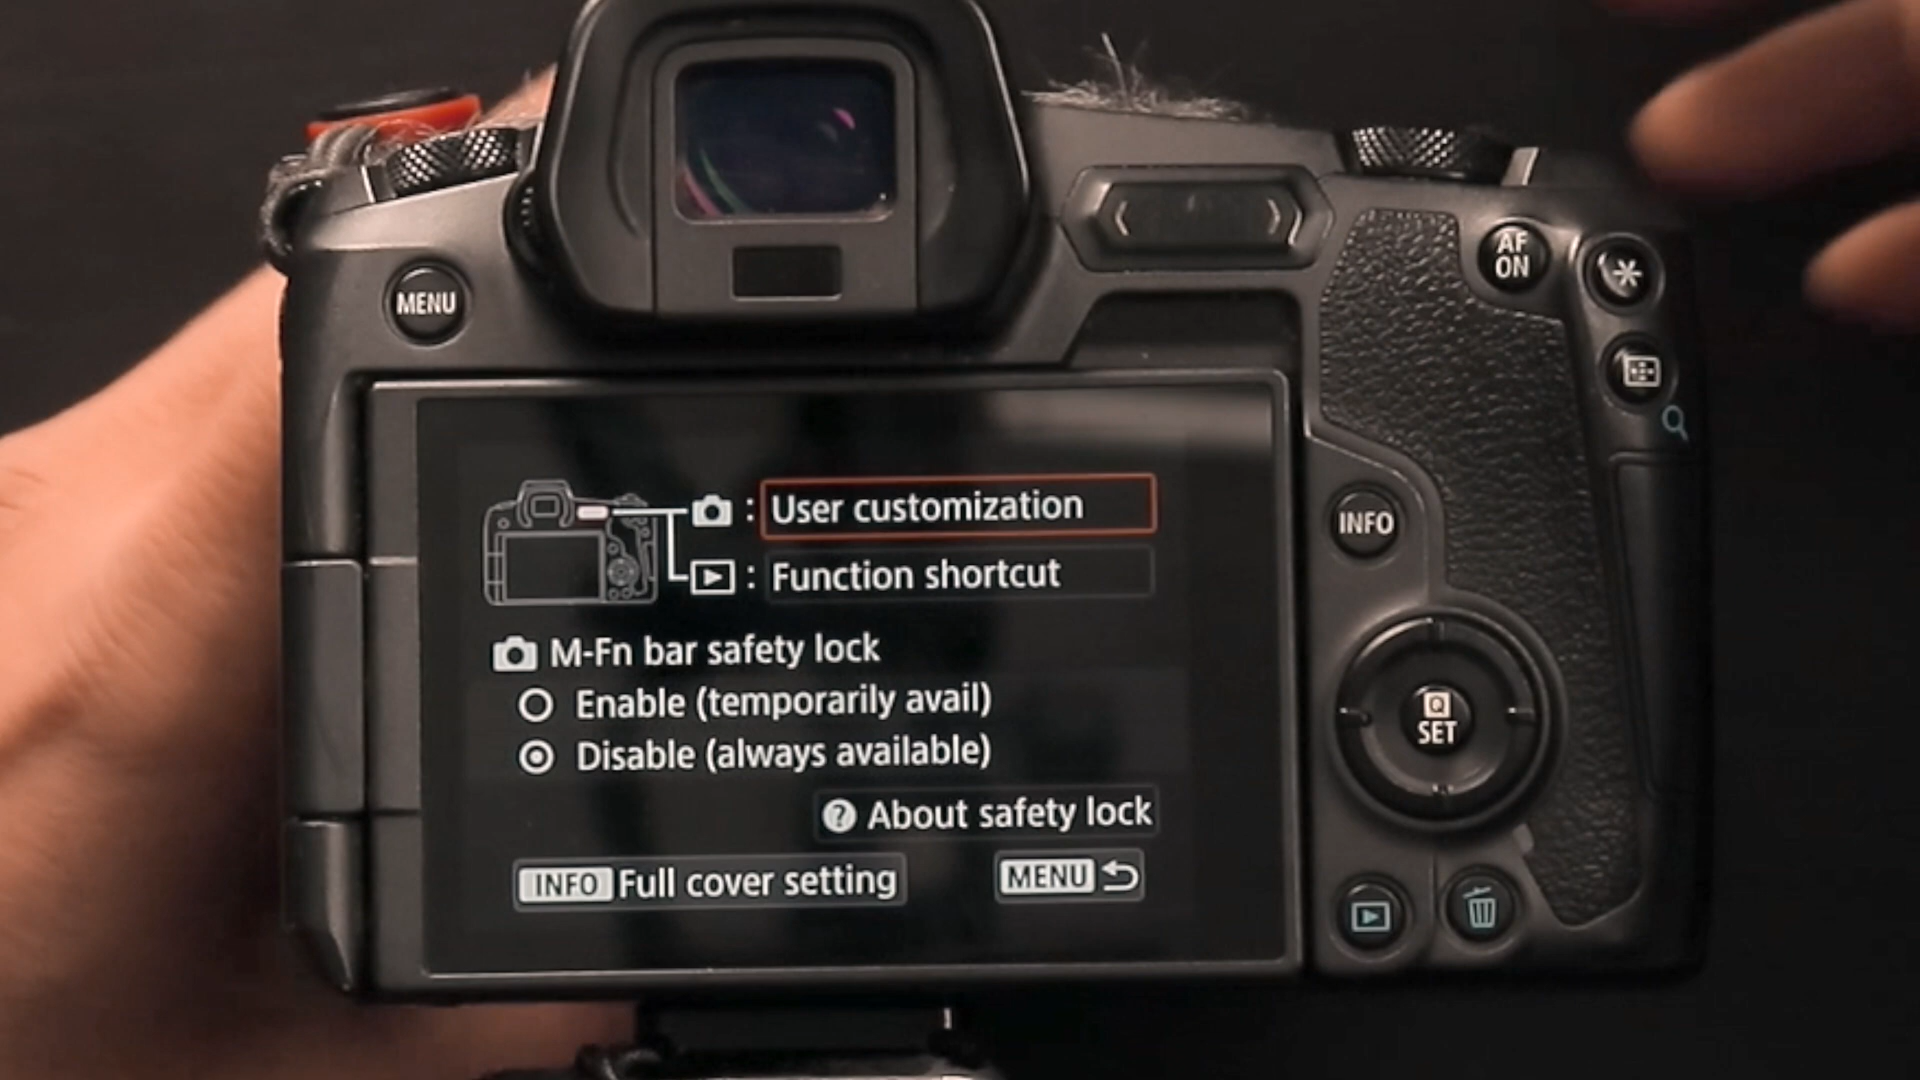 MENU
AF
ON
*
INFO
Q
SET
: User customization
: Function shortcut
M-Fn bar safety lock
Enable (temporarily avail)
Disable (always available)
? About safety lock
INFO Full cover setting
MENU